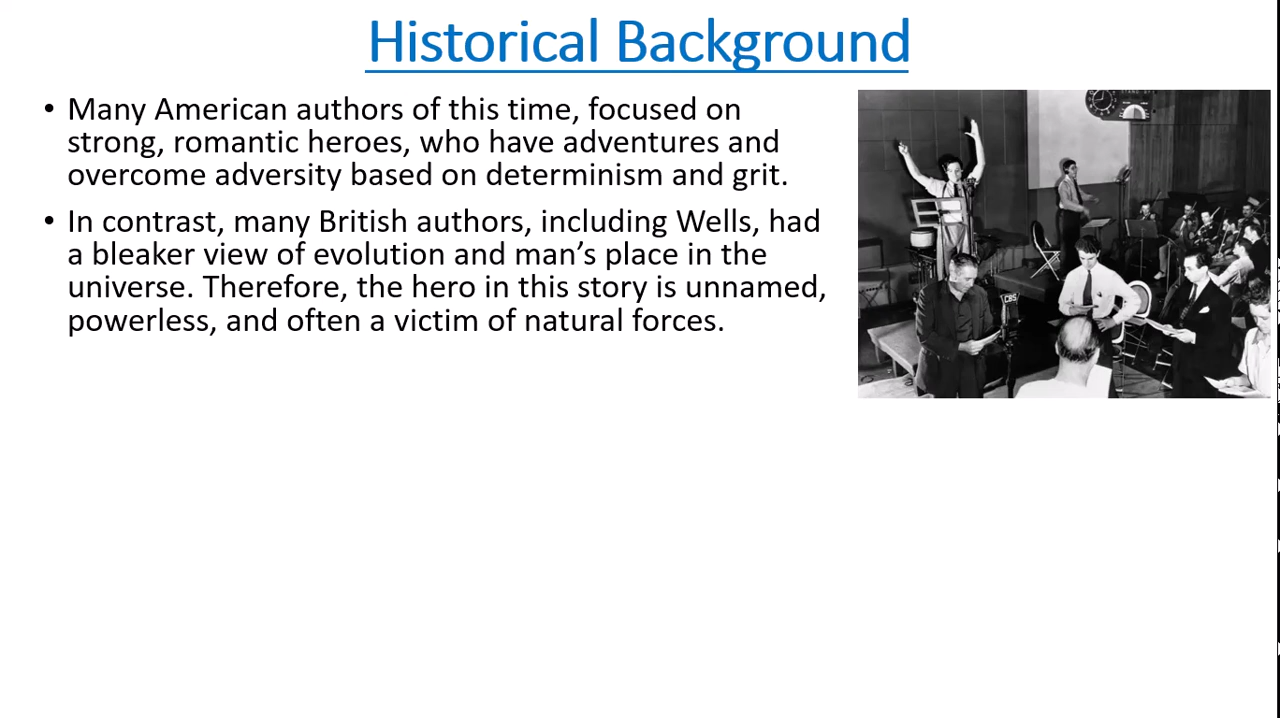 Historical Background
• Many American authors of this time, focused on
strong, romantic heroes, who have adventures and
overcome adversity based on determinism and grit.
• In contrast, many British authors, including Wells, had
a bleaker view of evolution and man’s place in the
universe. Therefore, the hero in this story is unnamed,
powerless, and often a victim of natural forces.
STAND BY
CBS